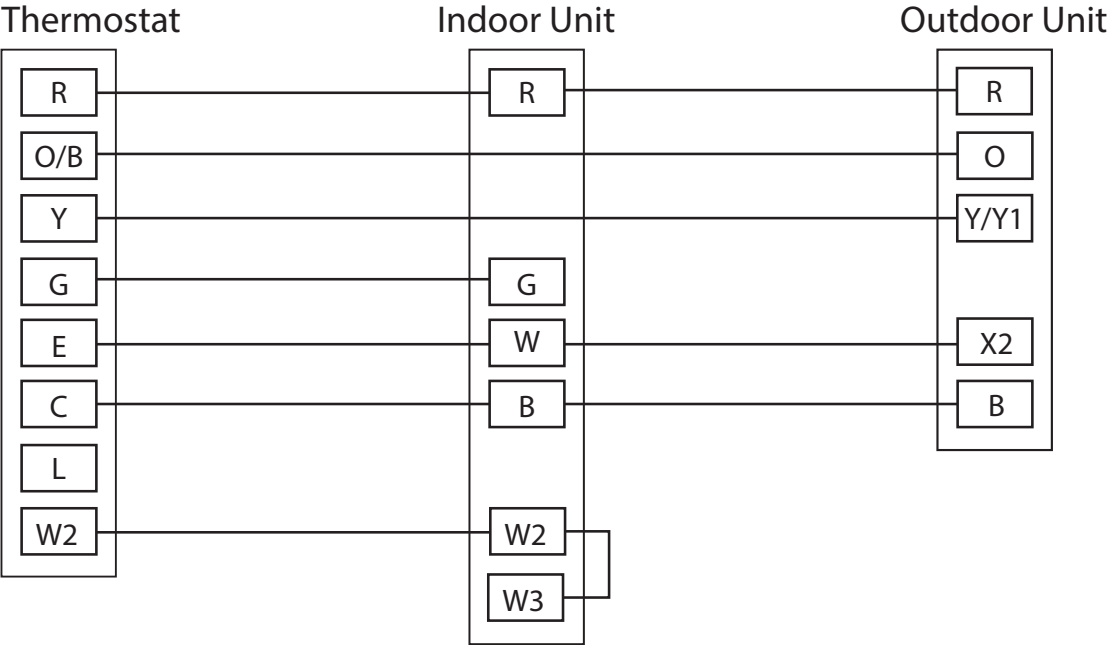 Thermostat Indoor Unit Outdoor Unit
R R R
O/B O
Y Y/Y1
G G
E W X2
C B B
L
W2 W2
W3